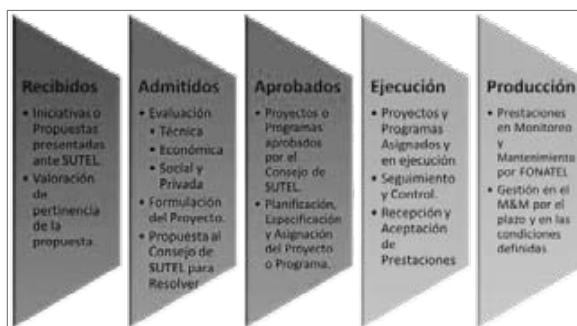 Recibidos
• Iniciativas o
Propuestas
presentadas
ante SUTEL.
• Valoración
de
pertinencia
de la
propuesta.
Admitidos
• Evaluación
• Técnica
• Económica
• Social y
Privada
• Formulación
del Proyecto.
• Propuesta al
Consejo de
SUTEL para
Resolver
Aprobados
• Proyectos o
Programas
aprobados
por el
Consejo de
SUTEL.
• Planificación,
Especificación
y Asignación
del Proyecto
o Programa.
Ejecución
• Proyectos y
Programas
Asignados y
en ejecución
• Seguimiento
y Control.
• Recepción y
Aceptación
de
Prestaciones
Producción
• Prestaciones
en Monitoreo
y
Mantenimiento
por FONATEL
• Gestión en el
M&M por el
plazo y en las
condiciones
definidas